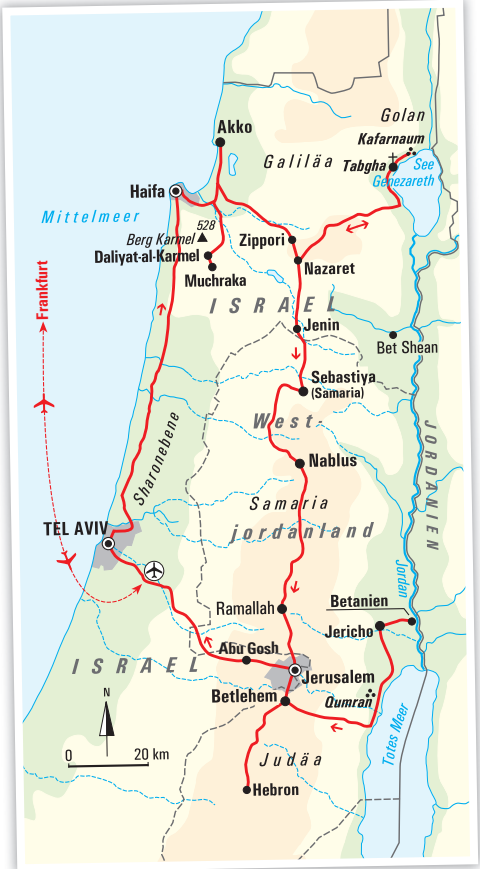 Golan
Akko
Kafarnaum
Galiläa
Tabgha
See
Genezareth
Haifa
Mittelmeer
528
Berg Karmel
Zippori
Daliyat-al-Karmel
Nazaret
Muchraka
Frankfurt
ISRAEL
Jenin
Bet Shean
Sebastiya
(Samaria)
West-
Sharonebene
JORDANIEN
Nablus
Samaria
TEL AVIV
jordanland
Jordan
Ramallah
Betanien
Jericho
Abu Gosh
ISRAEL
Jerusalem
Betlehem
Qumran
N
Totes Meer
0 20 km
Judäa
Hebron